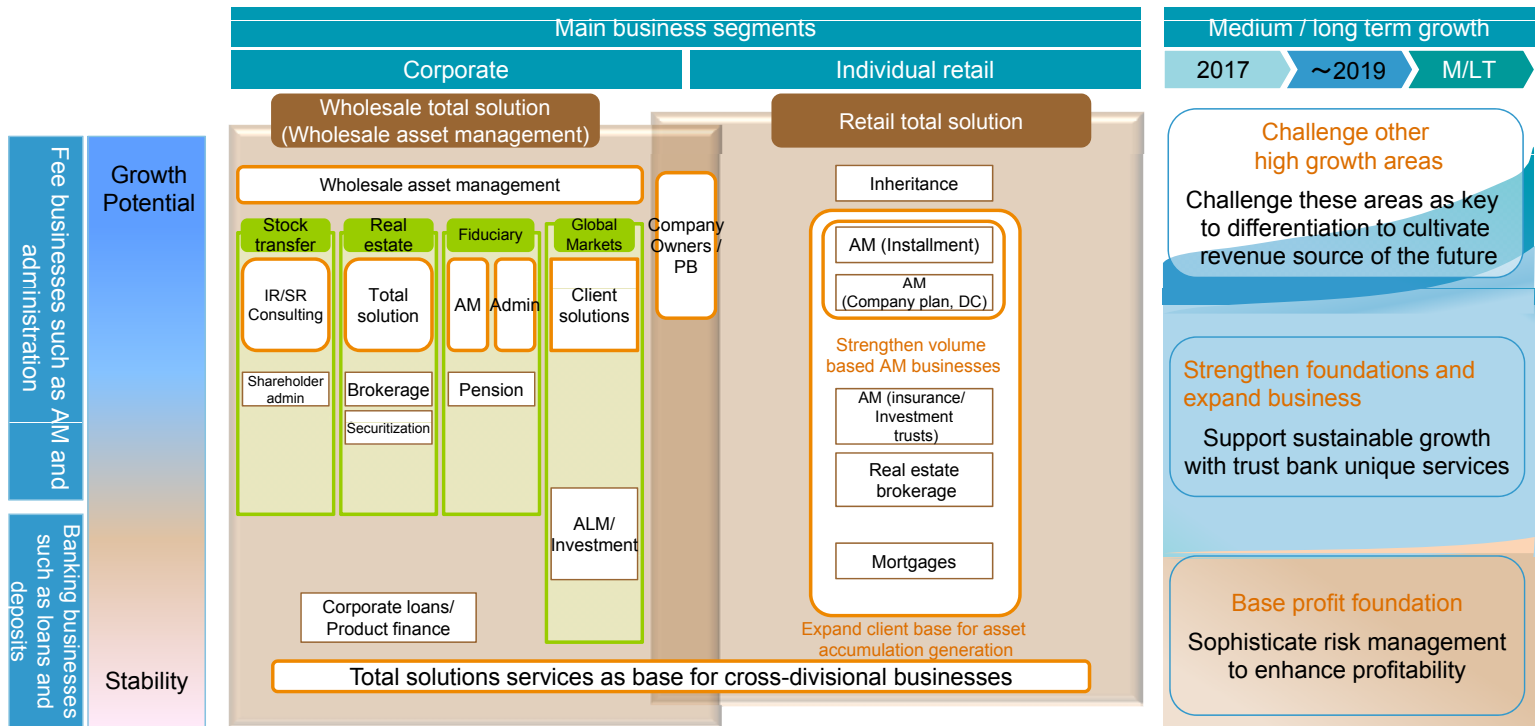 Main business segments
Corporate
Individual retail
Medium / long term growth
2017
～2019
M/LT
Fee businesses such as AM and
administration
Banking businesses
such as loans and
deposits
Growth
Potential
Stability
Wholesale total solution
(Wholesale asset management)
Wholesale asset management
Stock
transfer
IR/SR
Consulting
Shareholder
admin
Real
estate
Total
solution
Brokerage
Securitization
Fiduciary
AM
Admin
Pension
Global
Markets
Client
solutions
ALM/
Investment
Corporate loans/
Product finance
Company
Owners /
PB
Retail total solution
Inheritance
AM (Installment)
AM
(Company plan, DC)
Strengthen volume
based AM businesses
AM (insurance/
Investment
trusts)
Real estate
brokerage
Mortgages
Expand client base for asset
accumulation generation
Total solutions services as base for cross-divisional businesses
Challenge other
high growth areas
Challenge these areas as key
to differentiation to cultivate
revenue source of the future
Strengthen foundations and
expand business
Support sustainable growth
with trust bank unique services
Base profit foundation
Sophisticate risk management
to enhance profitability